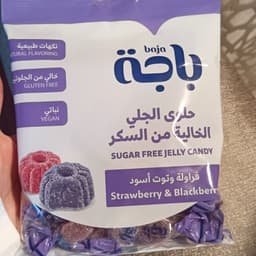 baja
باجة
نكهات طبيعية
NATURAL FLAVORING
خالي من الجلوتين
GLUTEN FREE
نباتي
VEGAN
حلوى الجلي
الخالية من السكر
SUGAR FREE JELLY CANDY
فراولة وتوت أسود
Strawberry & Blackberr